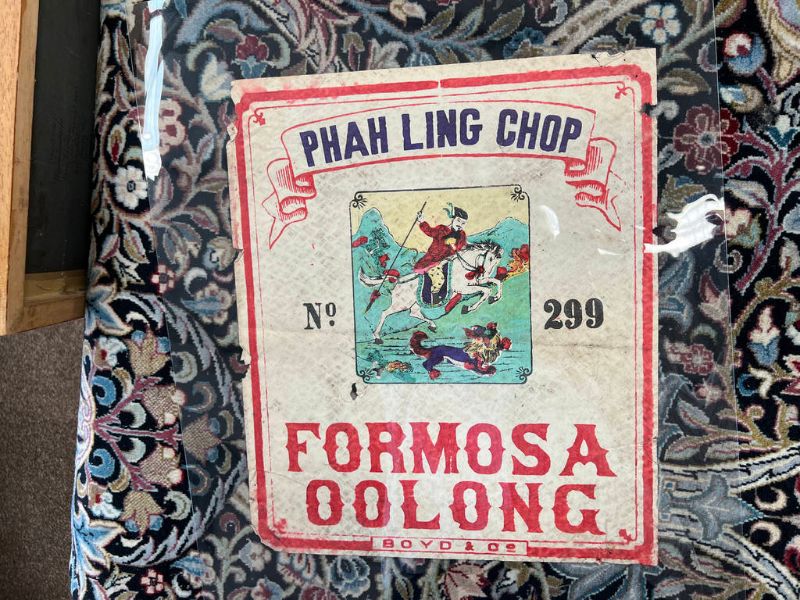 PHAH LING CHOP
Nº 299
FORMOSA
OOLONG
BOYD & Cº